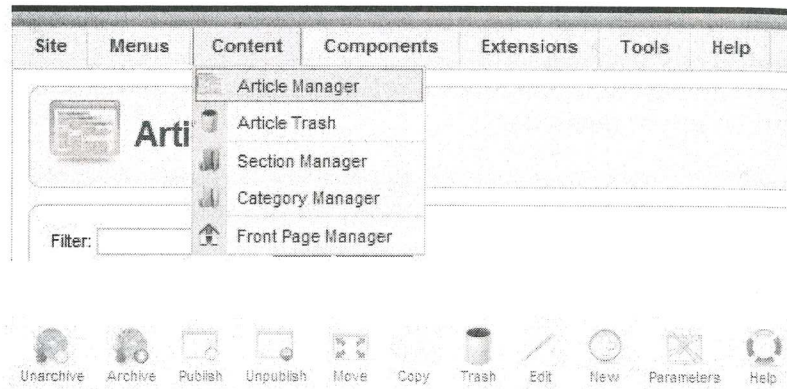 Site Menus Content Components Extensions Tools Help
Article Manager
Arti
Article Trash
Section Manager
Category Manager
Filter:
Front Page Manager
Unarchive Archive Publish Unpublish Move Copy Trash Edit New Parameters Help